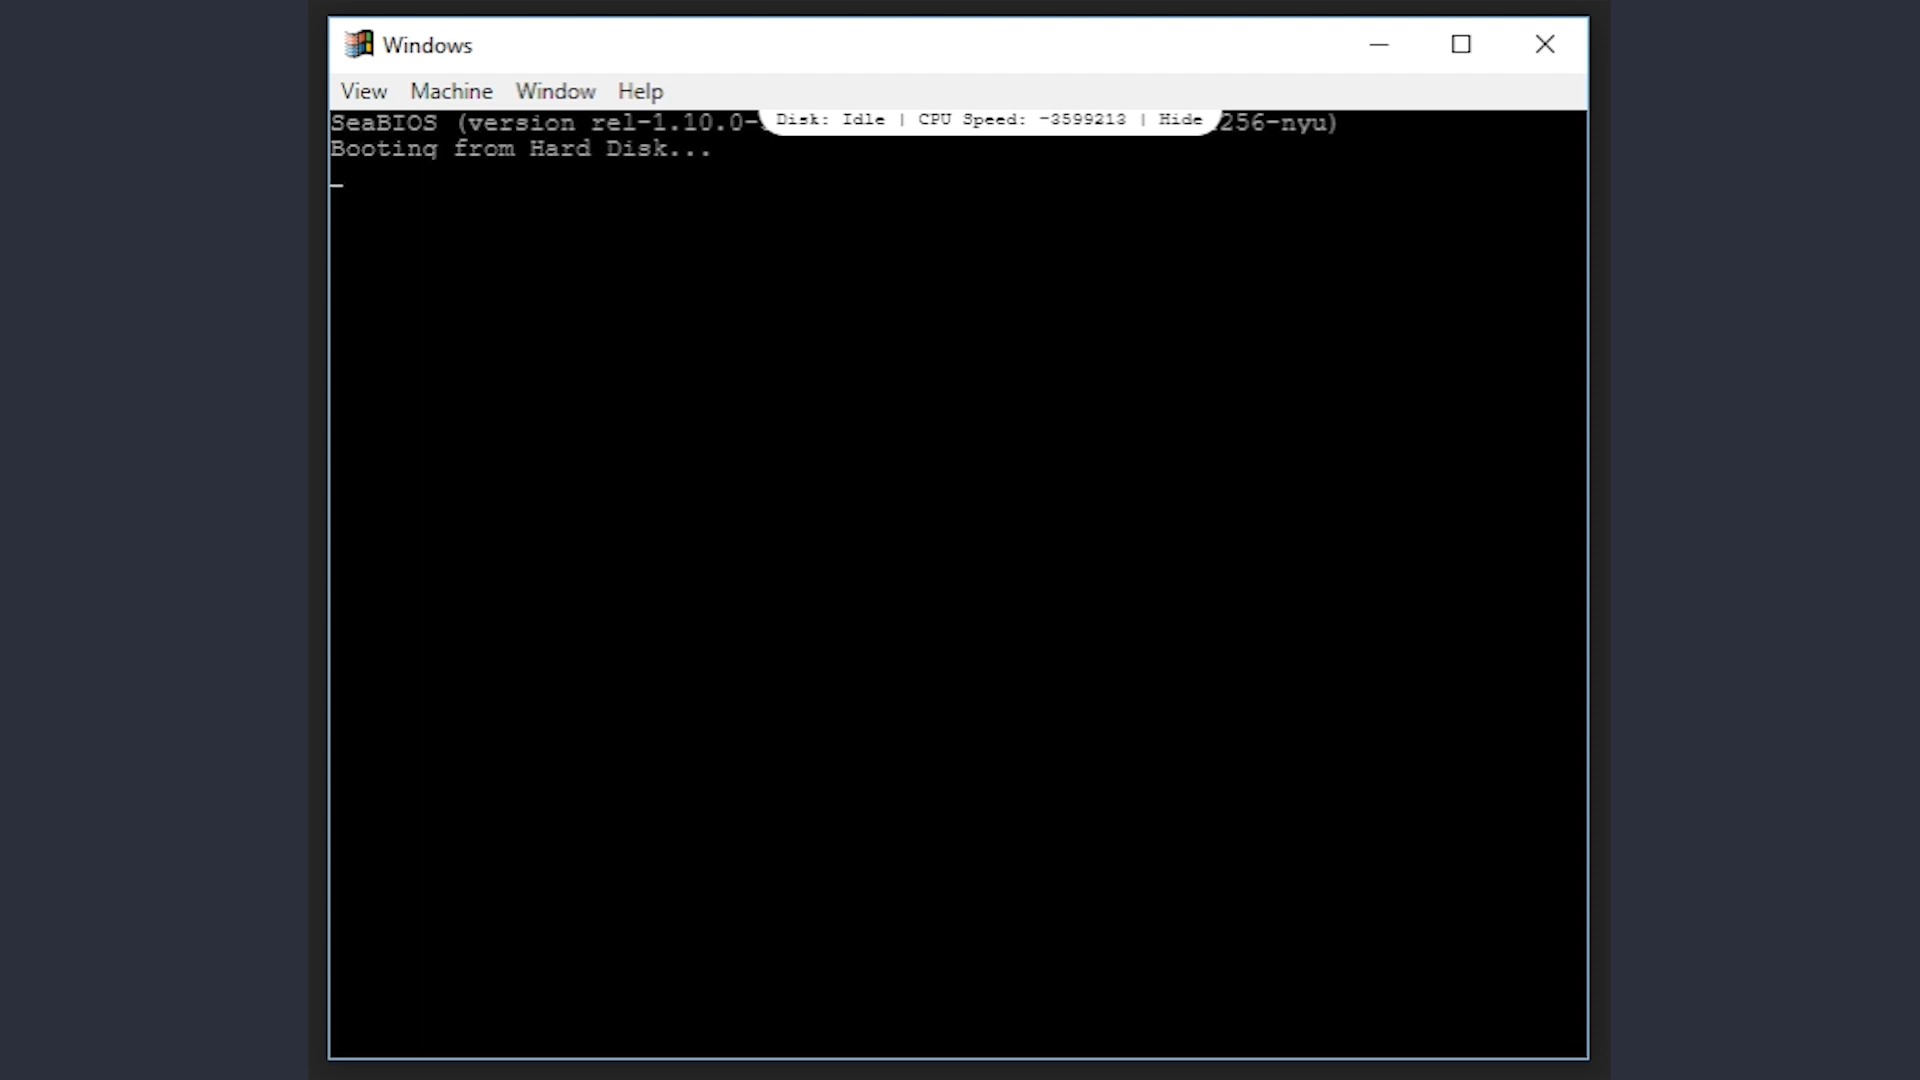 Windows
View Machine Window Help
Disk: Idle | CPU Speed: -3599213 | Hide
SeaBIOS (version rel-1.10.0- 256-nyu)
Booting from Hard Disk...
_